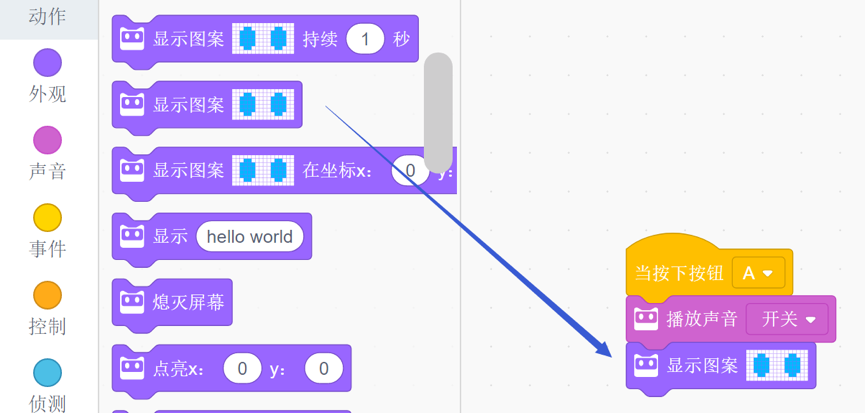 动作
外观
声音
事件
控制
侦测
显示图案 持续 1 秒
显示图案
显示图案 在坐标x: 0 y:
显示 hello world
熄灭屏幕
点亮x: 0 y: 0
当按下按钮 A
播放声音 开关
显示图案